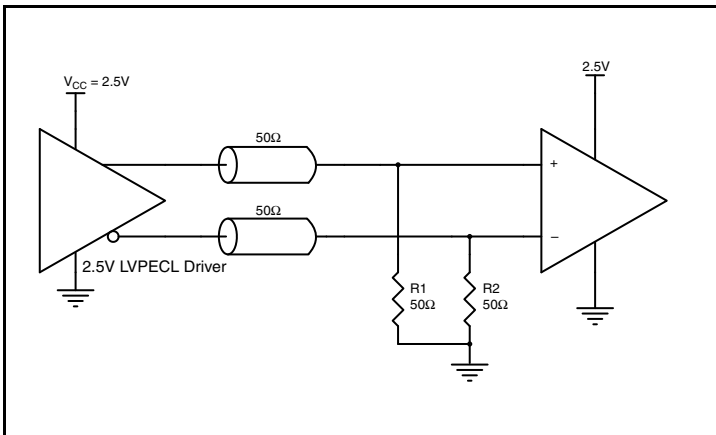 2.5V
V_CC = 2.5V
50Ω
+
50Ω
−
2.5V LVPECL Driver
R1
50Ω
R2
50Ω